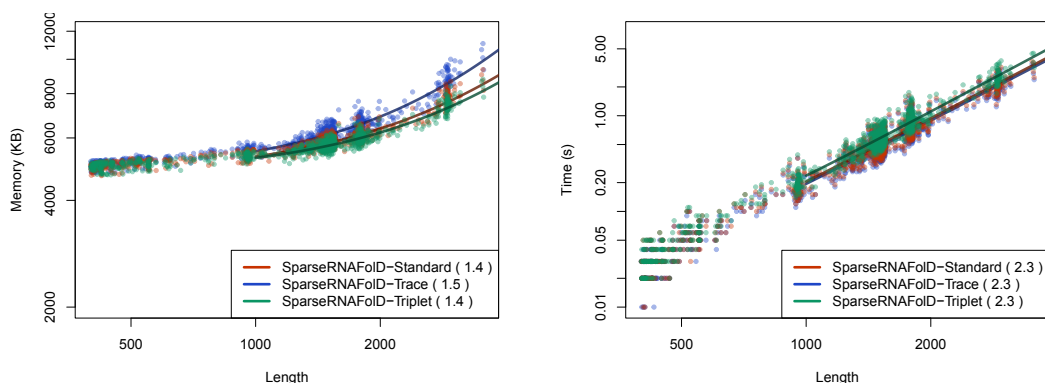 Memory (KB)
12000
8000
6000
4000
2000
SparseRNAFolD−Standard ( 1.4 )
SparseRNAFolD−Trace ( 1.5 )
SparseRNAFolD−Triplet ( 1.4 )
500
1000
2000
Length
Time (s)
5.00
1.00
0.20
0.05
0.01
SparseRNAFolD−Standard ( 2.3 )
SparseRNAFolD−Trace ( 2.3 )
SparseRNAFolD−Triplet ( 2.3 )
500
1000
2000
Length